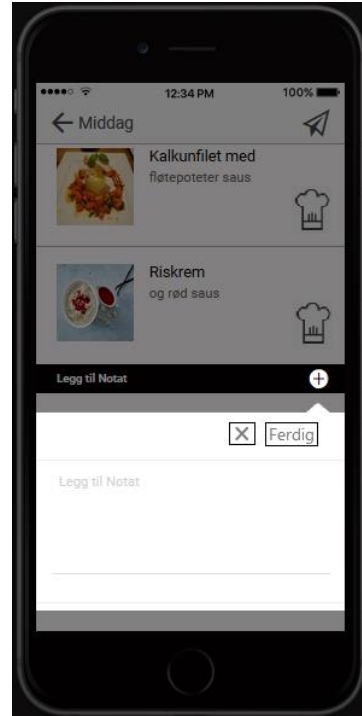 12:34 PM
100%
Middag
Kalkunfilet med
fløtepoteter saus
Riskrem
og rød saus
Legg til Notat
Ferdig
Legg til Notat